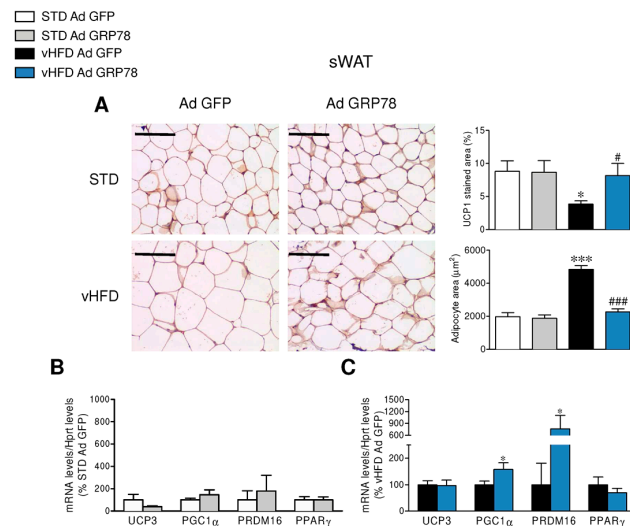 STD Ad GFP
STD Ad GRP78
vHFD Ad GFP
vHFD Ad GRP78
sWAT
A
Ad GFP
Ad GRP78
STD
vHFD
15
10
5
0
UCP1 stained area (%)
*
#
6000
4000
2000
0
Adipocyte area (μm²)
***
###
B
1000
800
600
400
200
0
mRNA levels/Hprt levels
(% STD Ad GFP)
UCP3 PGC1α PRDM16 PPARγ
C
1500
1200
900
600
300
100
0
mRNA levels/Hprt levels
(% vHFD Ad GFP)
*
*
UCP3 PGC1α PRDM16 PPARγ